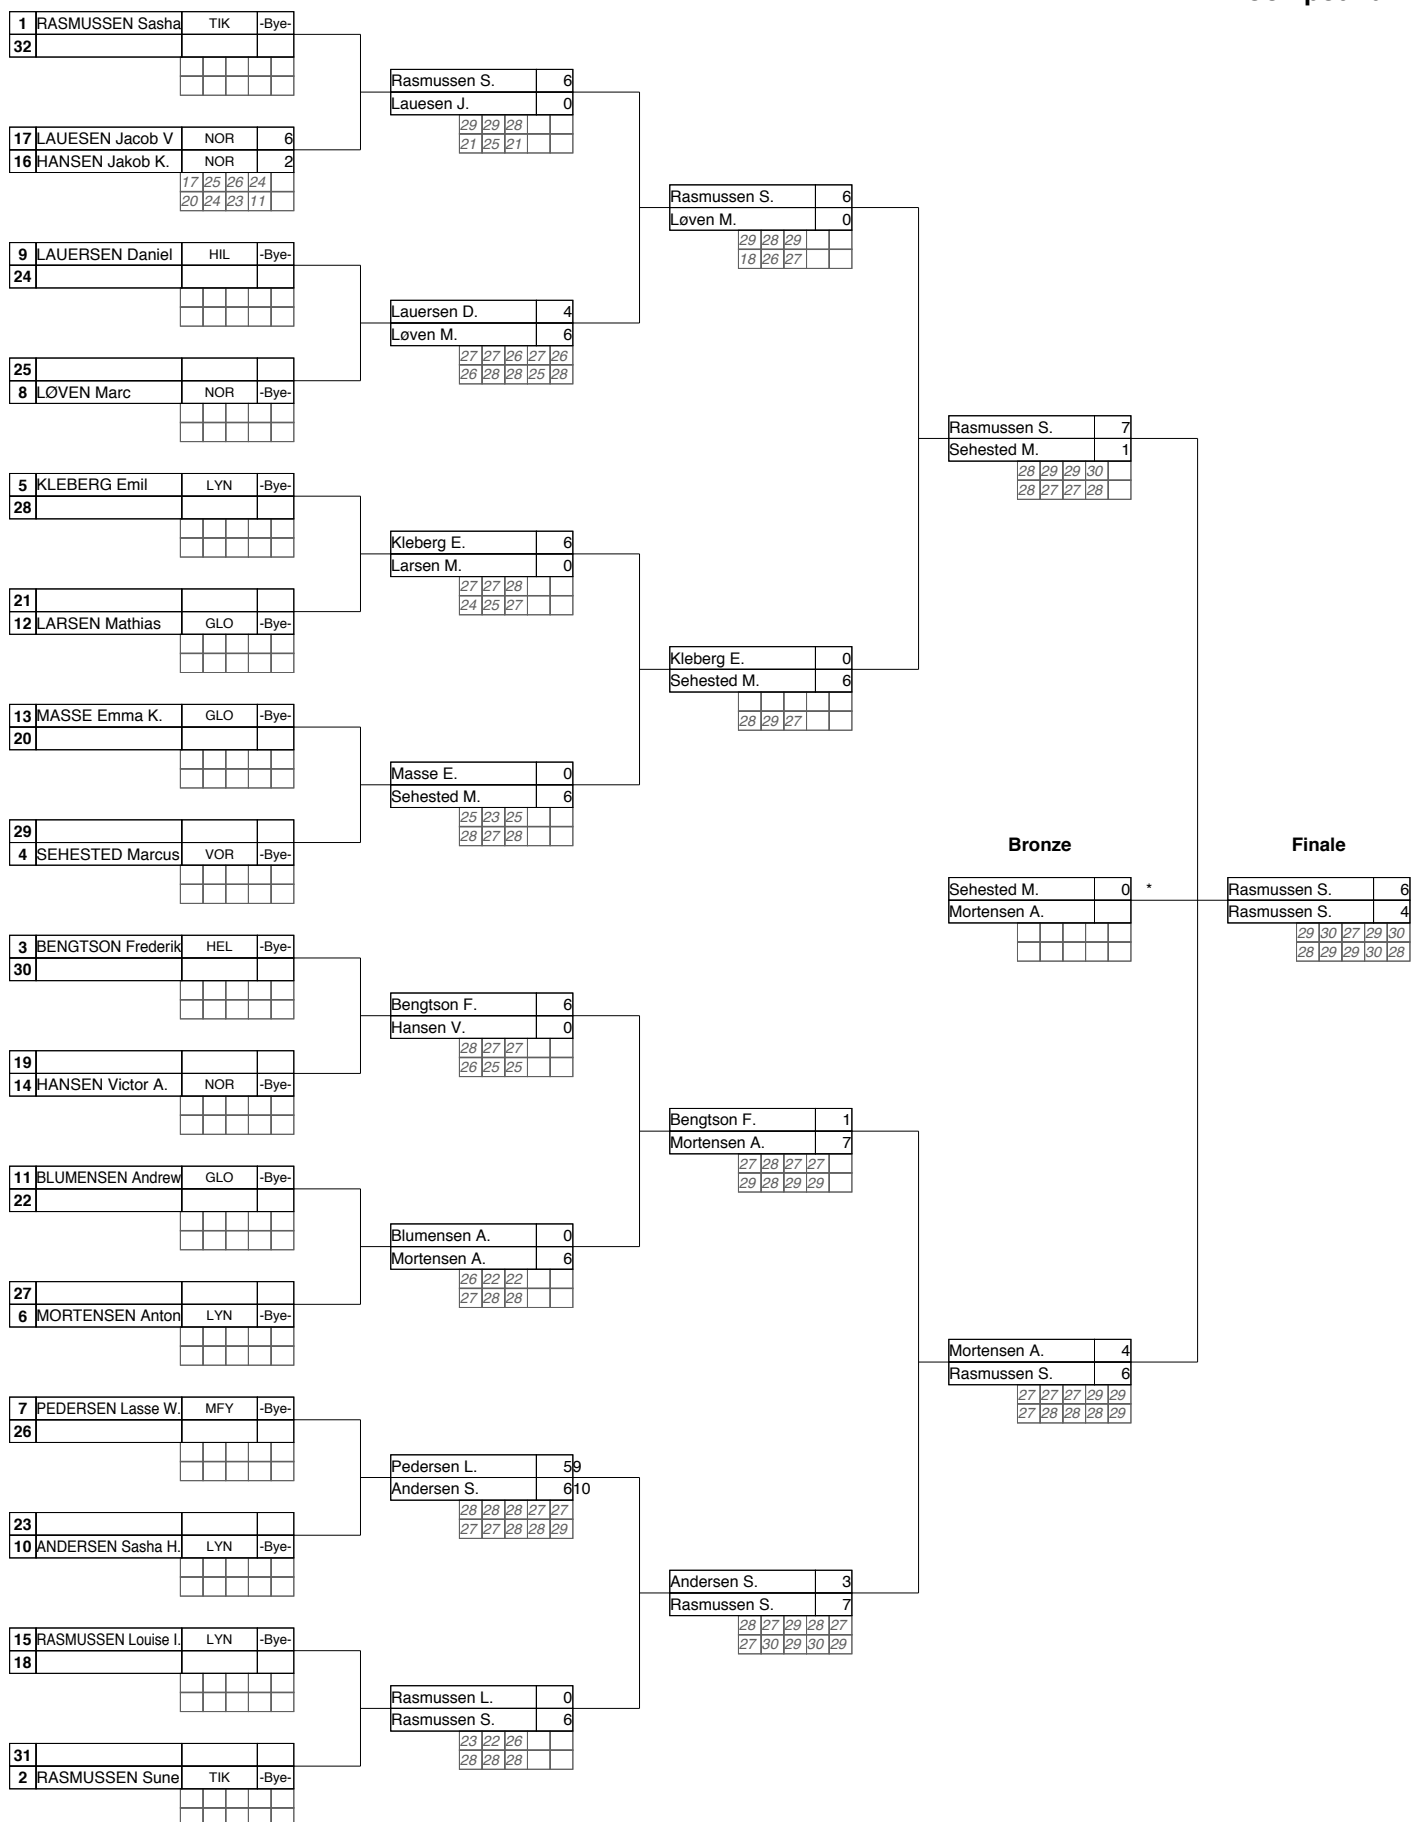 1 RASMUSSEN Sasha TIK -Bye-
32
17 LAUESEN Jacob V NOR 6
16 HANSEN Jakob K. NOR 2
17 25 26 24
20 24 23 11
9 LAUERSEN Daniel HIL -Bye-
24
25
8 LØVEN Marc NOR -Bye-
5 KLEBERG Emil LYN -Bye-
28
21
12 LARSEN Mathias GLO -Bye-
13 MASSE Emma K. GLO -Bye-
20
29
4 SEHESTED Marcus VOR -Bye-
3 BENGTSON Frederik HEL -Bye-
30
19
14 HANSEN Victor A. NOR -Bye-
11 BLUMENSEN Andrew GLO -Bye-
22
27
6 MORTENSEN Anton LYN -Bye-
7 PEDERSEN Lasse W. MFY -Bye-
26
23
10 ANDERSEN Sasha H. LYN -Bye-
15 RASMUSSEN Louise I. LYN -Bye-
18
31
2 RASMUSSEN Sune TIK -Bye-
Rasmussen S. 6
Lauesen J. 0
29 29 28
21 25 21
Lauersen D. 4
Løven M. 6
27 27 26 27 26
26 28 28 25 28
Kleberg E. 6
Larsen M. 0
27 27 28
24 25 27
Masse E. 0
Sehested M. 6
25 23 25
28 27 28
Bengtson F. 6
Hansen V. 0
28 27 27
26 25 25
Blumensen A. 0
Mortensen A. 6
26 22 22
27 28 28
Pedersen L. 59
Andersen S. 610
28 28 28 27 27
27 27 28 28 29
Rasmussen L. 0
Rasmussen S. 6
23 22 26
28 28 28
Rasmussen S. 6
Løven M. 0
29 28 29
18 26 27
Kleberg E. 0
Sehested M. 6
28 29 27
Bengtson F. 1
Mortensen A. 7
27 28 27 27
29 28 29 29
Andersen S. 3
Rasmussen S. 7
28 27 29 28 27
27 30 29 30 29
Rasmussen S. 7
Sehested M. 1
28 29 29 30
28 27 27 28
Mortensen A. 4
Rasmussen S. 6
27 27 27 29 29
27 28 28 28 29
Bronze
Sehested M. 0 *
Mortensen A.
Finale
Rasmussen S. 6
Rasmussen S. 4
29 30 27 29 30
28 29 29 30 28